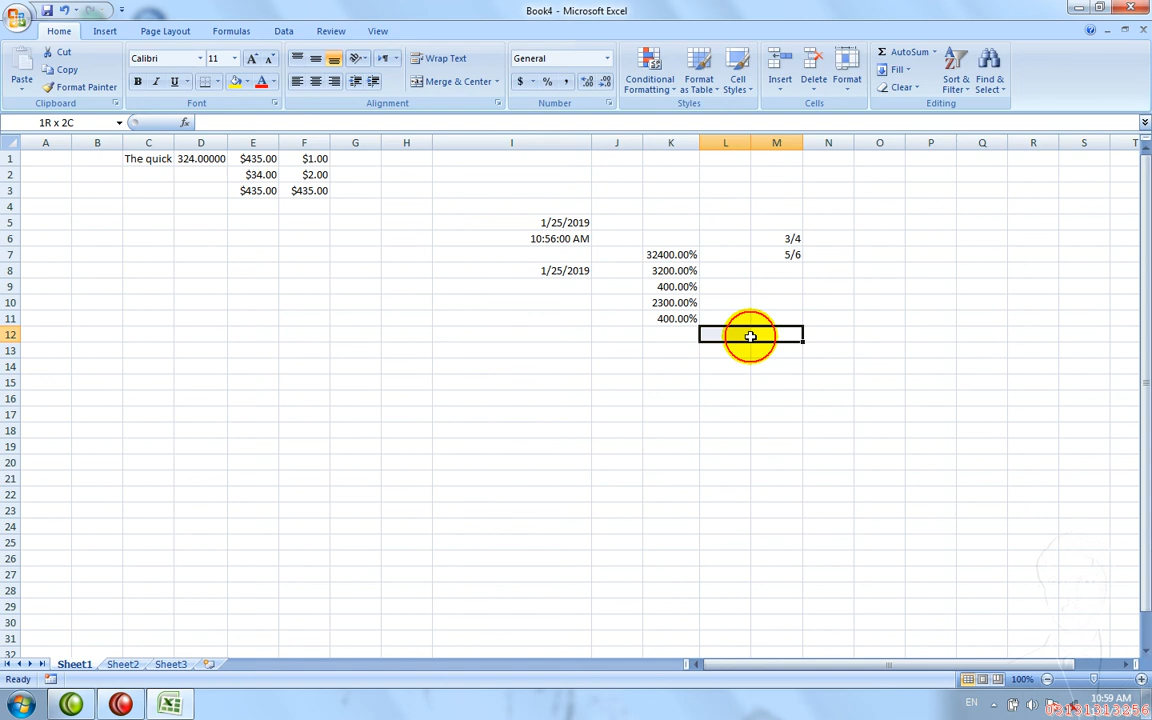 Book4 - Microsoft Excel
Home Insert Page Layout Formulas Data Review View
Paste
Cut
Copy
Format Painter
Clipboard
Calibri 11
B I U
Font
Wrap Text
Merge & Center
Alignment
General
$ % ,
Number
Conditional Formatting
Format as Table
Cell Styles
Styles
Insert Delete Format
Cells
AutoSum
Fill
Clear
Sort & Filter
Find & Select
Editing
1R x 2C fx
A B C D E F G H I J K L M N O P Q R S T
1 The quick 324.00000 $435.00 $1.00
2 $34.00 $2.00
3 $435.00 $435.00
4
5 1/25/2019
6 10:56:00 AM 3/4
7 32400.00% 5/6
8 1/25/2019 3200.00%
9 400.00%
10 2300.00%
11 400.00%
12
13
14
15
16
17
18
19
20
21
22
23
24
25
26
27
28
29
30
31
32
Sheet1 Sheet2 Sheet3
Ready 100%
EN 10:59 AM
03131313256